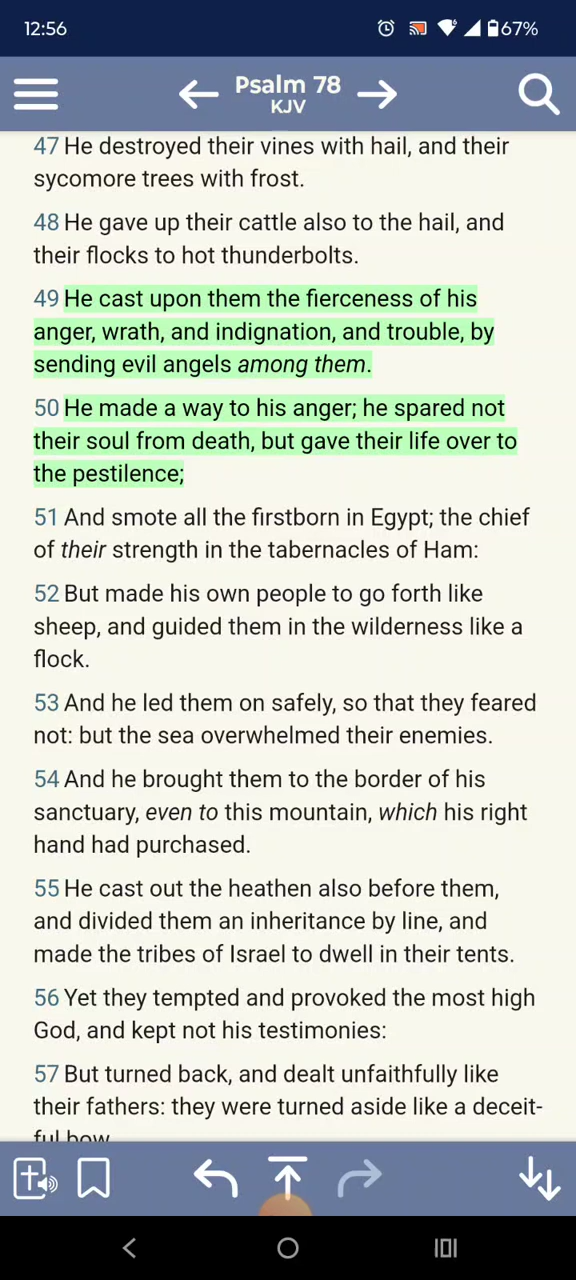 12:56
67%
Psalm 78
KJV
47 He destroyed their vines with hail, and their
sycomore trees with frost.
48 He gave up their cattle also to the hail, and
their flocks to hot thunderbolts.
49 He cast upon them the fierceness of his
anger, wrath, and indignation, and trouble, by
sending evil angels among them.
50 He made a way to his anger; he spared not
their soul from death, but gave their life over to
the pestilence;
51 And smote all the firstborn in Egypt; the chief
of their strength in the tabernacles of Ham:
52 But made his own people to go forth like
sheep, and guided them in the wilderness like a
flock.
53 And he led them on safely, so that they feared
not: but the sea overwhelmed their enemies.
54 And he brought them to the border of his
sanctuary, even to this mountain, which his right
hand had purchased.
55 He cast out the heathen also before them,
and divided them an inheritance by line, and
made the tribes of Israel to dwell in their tents.
56 Yet they tempted and provoked the most high
God, and kept not his testimonies:
57 But turned back, and dealt unfaithfully like
their fathers: they were turned aside like a deceit-
ful bow